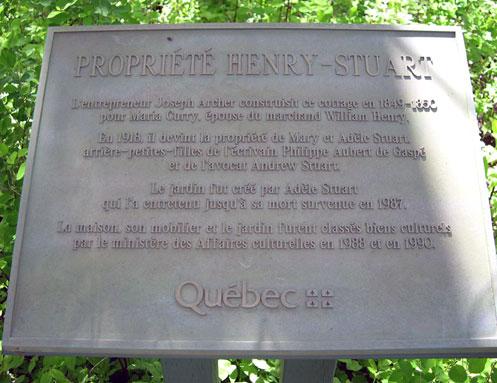 PROPRIÉTÉ HENRY-STUART
L'entrepreneur Joseph Archer construisit ce cottage en 1849-1850
pour Maria Curry, épouse du marchand William Henry.
En 1918, il devint la propriété de Mary et Adèle Stuart,
arrière-petites-filles de l'écrivain Philippe Aubert de Gaspé
et de l'avocat Andrew Stuart.
Le jardin fut créé par Adèle Stuart
qui l'a entretenu jusqu'à sa mort survenue en 1987.
La maison, son mobilier et le jardin furent classés biens culturels
par le ministère des Affaires culturelles en 1988 et en 1990.
Québec